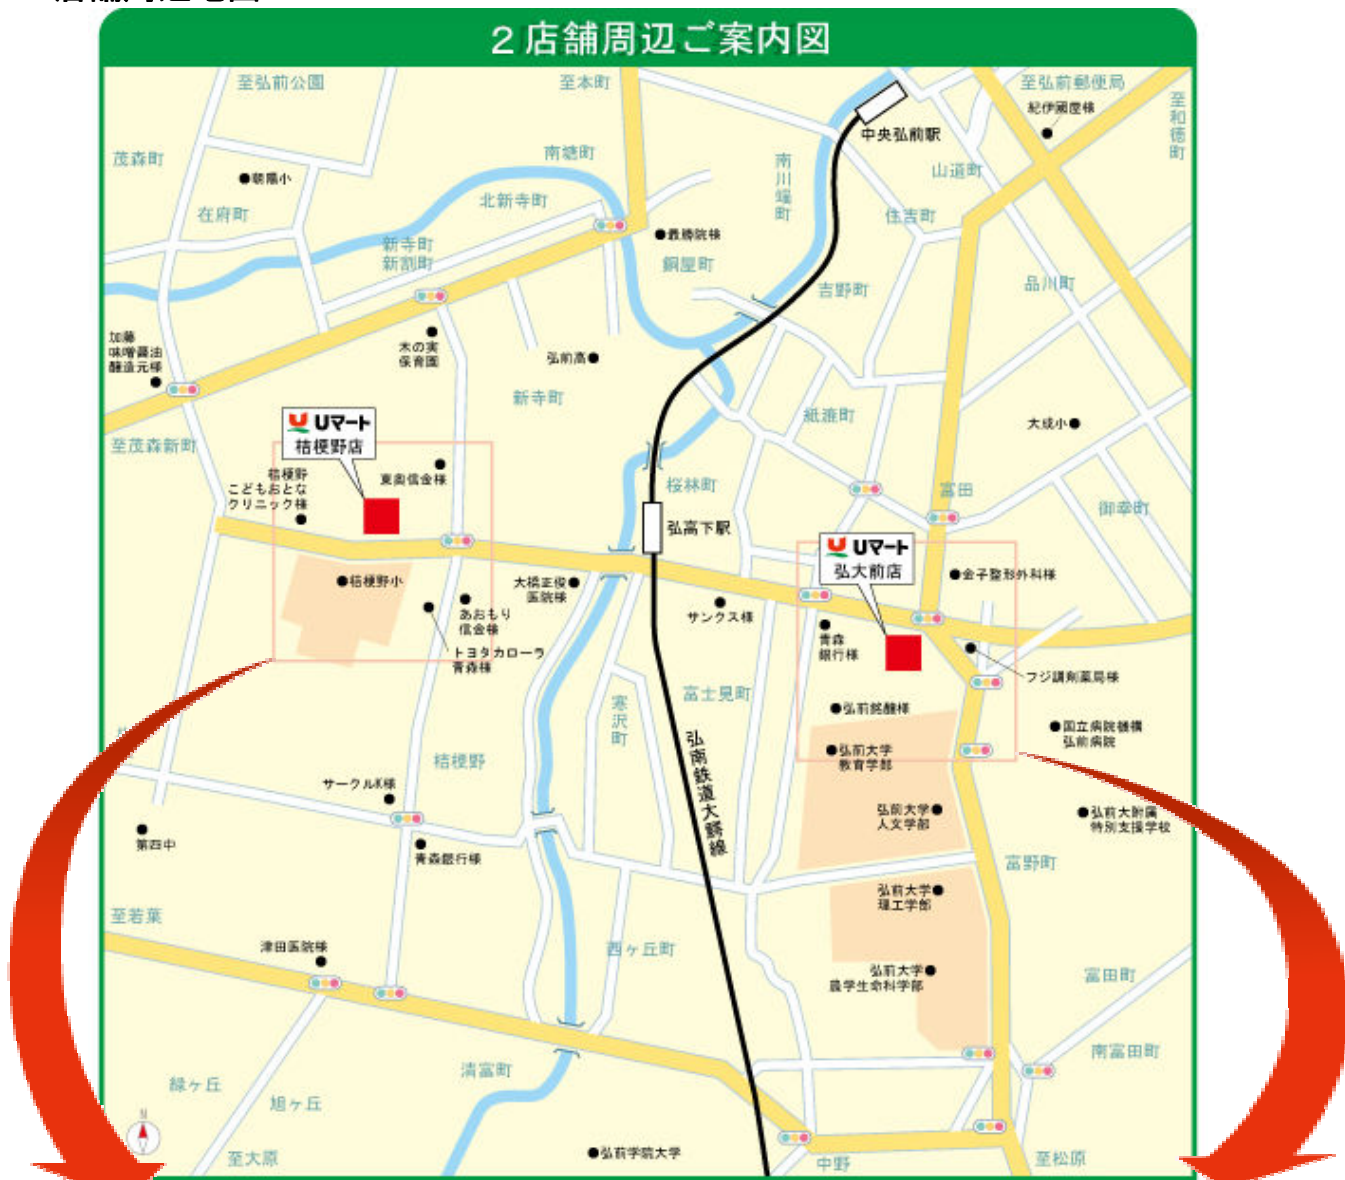 2店舗周辺ご案内図
至弘前公園
至本町
至弘前郵便局
紀伊國屋様
至和徳町
中央弘前駅
茂森町
朝陽小
南塘町
南川端町
山道町
在府町
北新寺町
住吉町
新寺町
新割町
最勝院様
銅屋町
吉野町
品川町
加藤
味噌醤油
醸造元様
木の実
保育園
弘前高
新寺町
紙漉町
大成小
Uマート
桔梗野店
至茂森新町
東奥信金様
桔梗野
こどもおとな
クリニック様
桜林町
富田
御幸町
弘高下駅
Uマート
弘大前店
桔梗野小
大橋正俊
医院様
金子整形外科様
あおもり
信金様
サンクス様
青森
銀行様
トヨタカローラ
青森様
フジ調剤薬局様
寒沢町
富士見町
弘前銘醸様
国立病院機構
弘前病院
弘南鉄道大鰐線
弘前大学
教育学部
桔梗野
サークルK様
弘前大学
人文学部
弘前大附属
特別支援学校
第四中
青森銀行様
富野町
弘前大学
理工学部
至若葉
津田医院様
西ヶ丘町
弘前大学
農学生命科学部
富田町
南富田町
清富町
緑ヶ丘
旭ヶ丘
N
至大原
弘前学院大学
中野
至松原